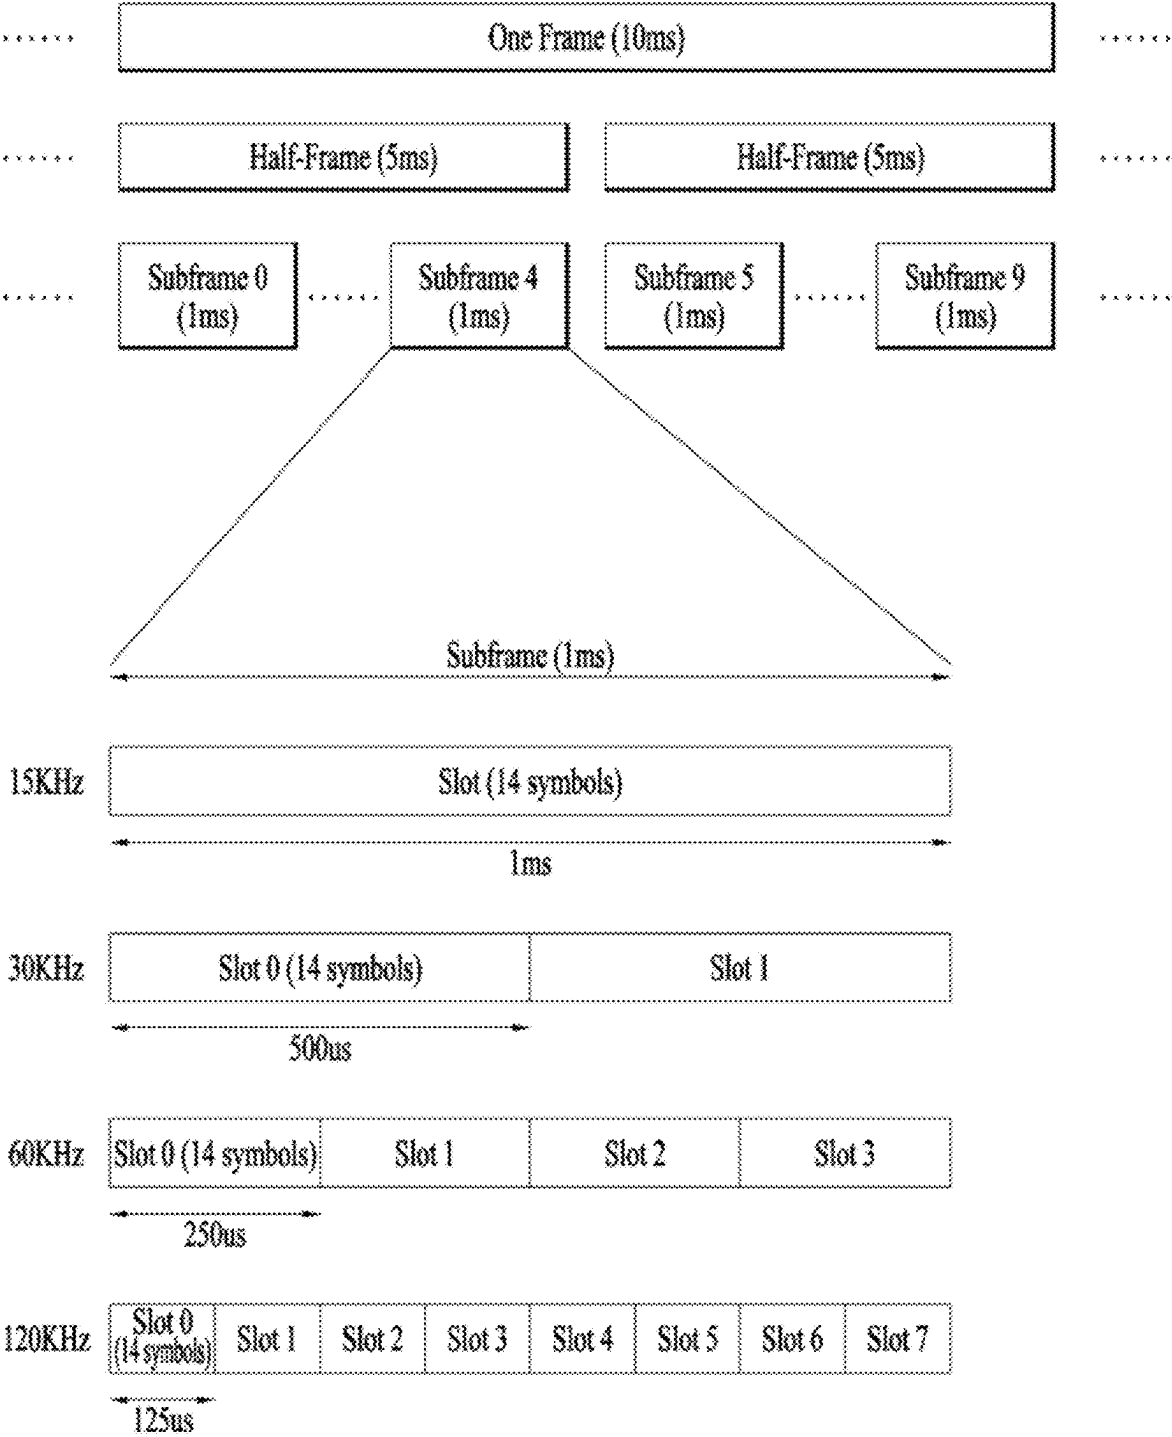 One Frame (10ms)
Half-Frame (5ms)
Half-Frame (5ms)
Subframe 0
(1ms)
Subframe 4
(1ms)
Subframe 5
(1ms)
Subframe 9
(1ms)
Subframe (1ms)
15KHz
Slot (14 symbols)
1ms
30KHz
Slot 0 (14 symbols)
Slot 1
500us
60KHz
Slot 0 (14 symbols)
Slot 1
Slot 2
Slot 3
250us
120KHz
Slot 0
(14 symbols)
Slot 1
Slot 2
Slot 3
Slot 4
Slot 5
Slot 6
Slot 7
125us